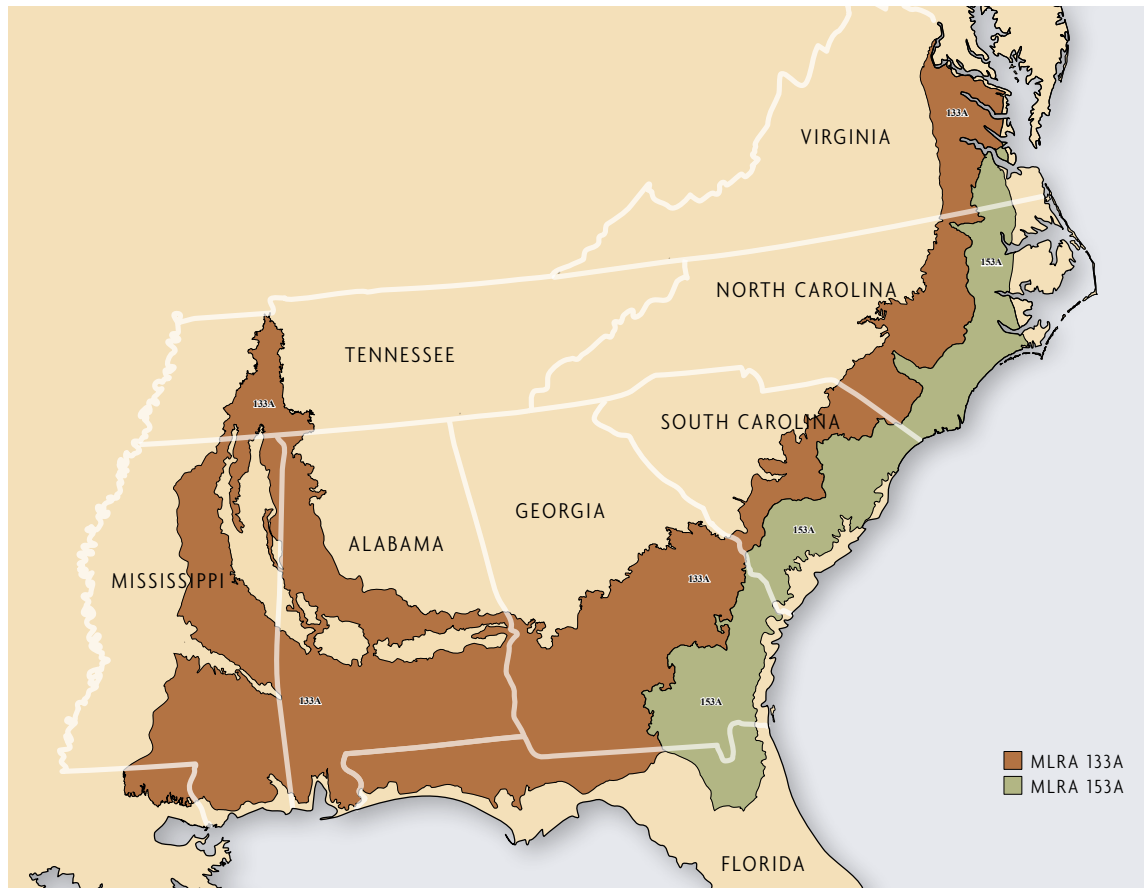 133A
VIRGINIA
153A
NORTH CAROLINA
TENNESSEE
133A
SOUTH CAROLINA
GEORGIA
153A
ALABAMA
133A
MISSISSIPPI
133A
153A
MLRA 133A
MLRA 153A
FLORIDA